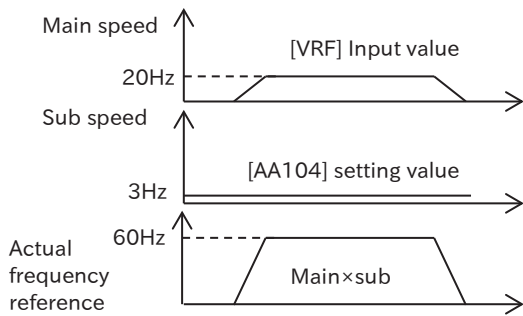 Main speed
[VRF] Input value
20Hz
Sub speed
[AA104] setting value
3Hz
60Hz
Actual
frequency
reference
Main×sub